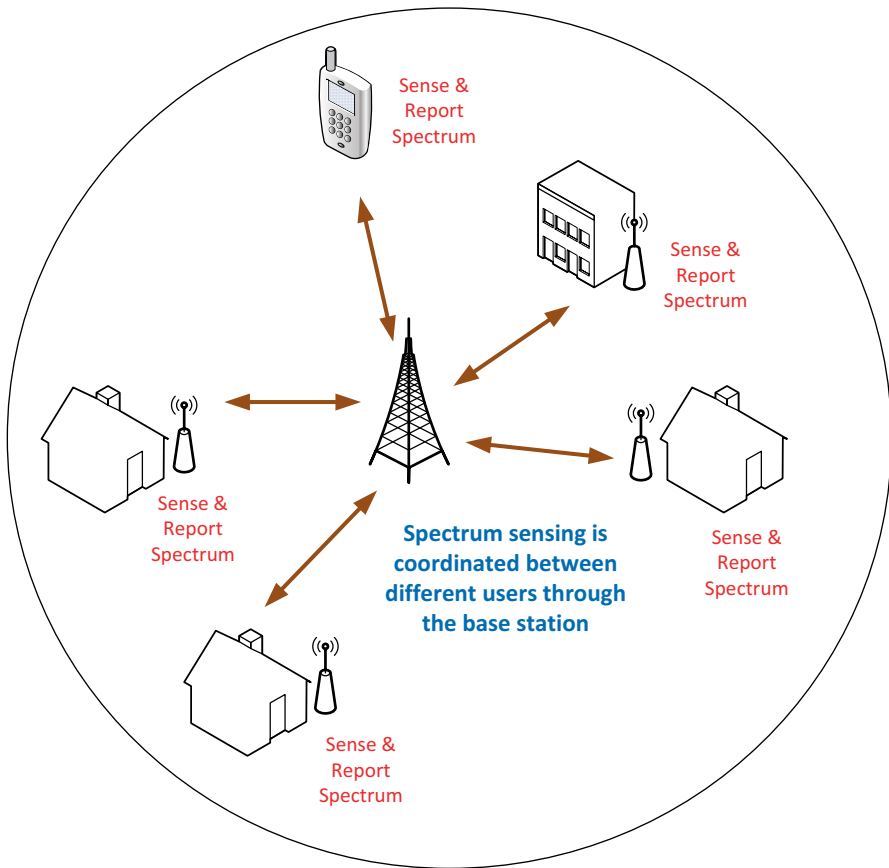 Sense &
Report
Spectrum
Sense &
Report
Spectrum
Sense &
Report
Spectrum
Sense &
Report
Spectrum
Spectrum sensing is
coordinated between
different users through
the base station
Sense &
Report
Spectrum